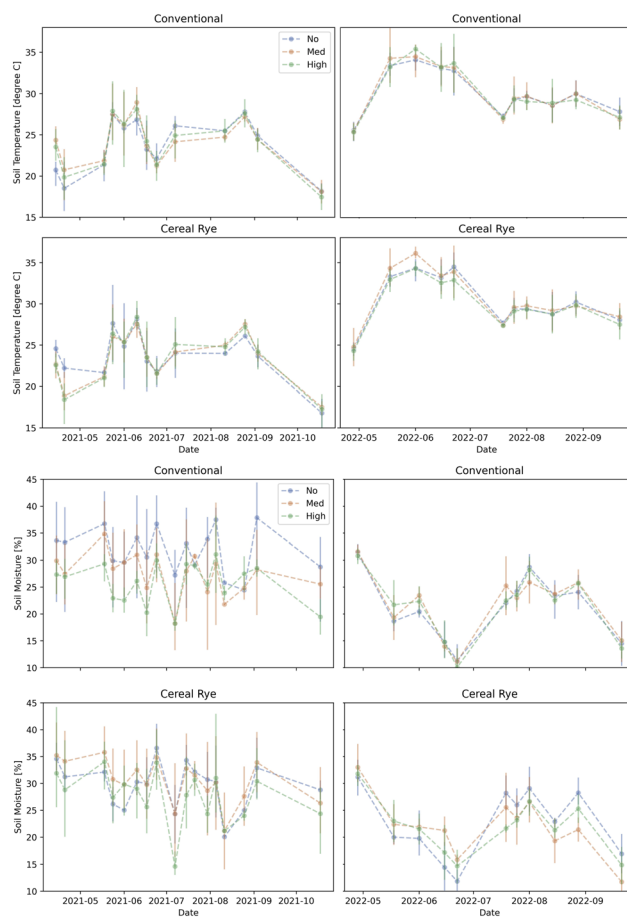 Conventional
Conventional
Soil Temperature [degree C]
35
30
25
20
15
No
Med
High
Cereal Rye
Cereal Rye
Soil Temperature [degree C]
35
30
25
20
15
2021-05 2021-06 2021-07 2021-08 2021-09 2021-10
Date
2022-05 2022-06 2022-07 2022-08 2022-09
Date
Conventional
Conventional
Soil Moisture [%]
45
40
35
30
25
20
15
10
No
Med
High
Cereal Rye
Cereal Rye
Soil Moisture [%]
45
40
35
30
25
20
15
10
2021-05 2021-06 2021-07 2021-08 2021-09 2021-10
Date
2022-05 2022-06 2022-07 2022-08 2022-09
Date